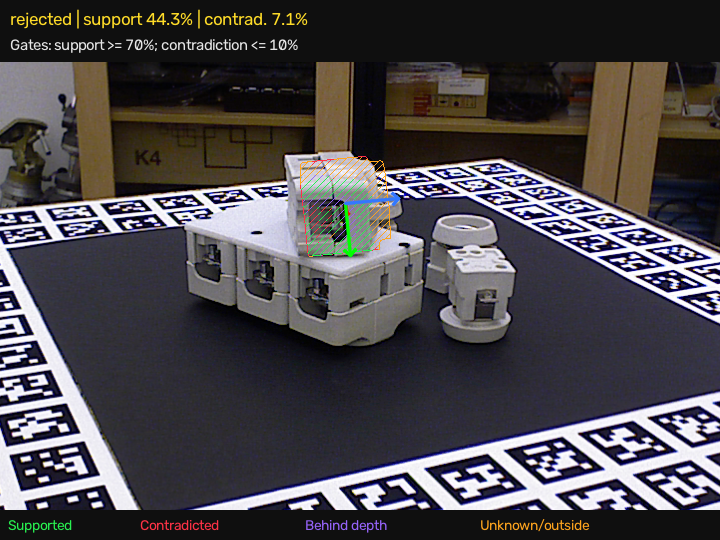 rejected | support 44.3% | contrad. 7.1%
Gates: support >= 70%; contradiction <= 10%
K4
Supported
Contradicted
Behind depth
Unknown/outside